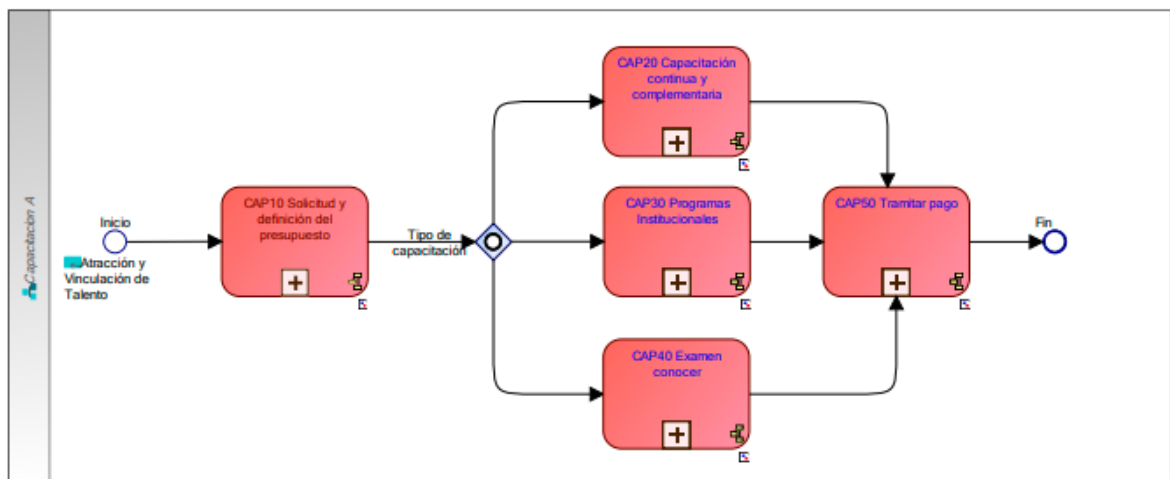 Capacitación A
Inicio
Atracción y
Vinculación de
Talento
CAP10 Solicitud y
definición del
presupuesto
Tipo de
capacitación
CAP20 Capacitación
continua y
complementaria
CAP30 Programas
Institucionales
CAP40 Examen
conocer
CAP50 Tramitar pago
Fin